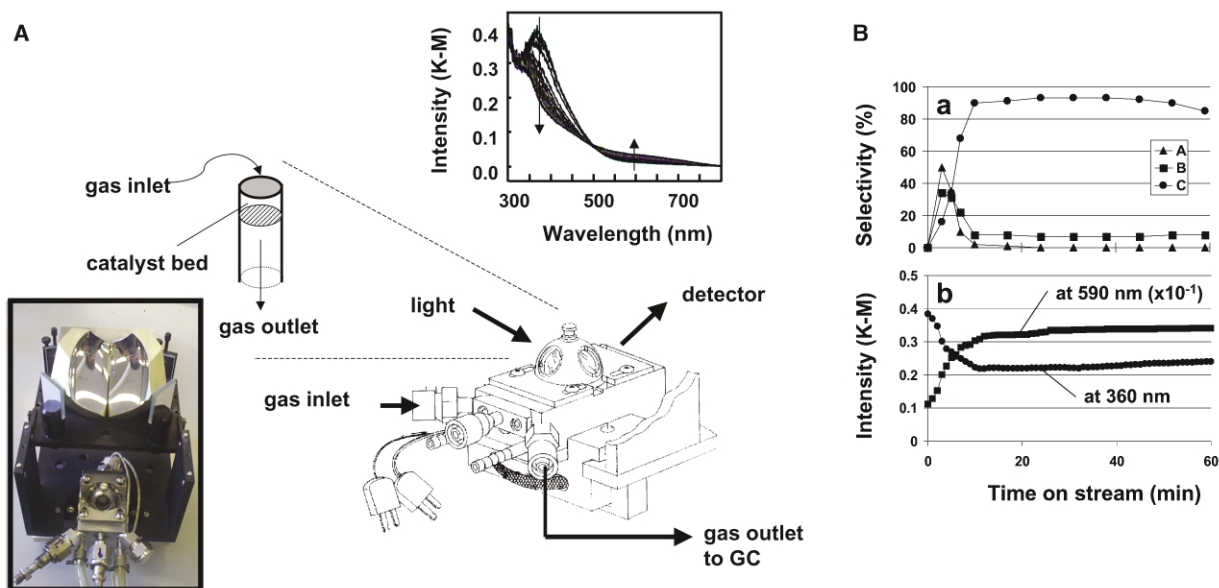 A
Intensity (K-M)
0.4
0.3
0.2
0.1
0.0
300
500
700
Wavelength (nm)
gas inlet
catalyst bed
gas outlet
light
detector
gas inlet
gas outlet
to GC
B
Selectivity (%)
100
80
60
40
20
0
a
A
B
C
Intensity (K-M)
0.5
0.4
0.3
0.2
0.1
0
b
at 590 nm (x10⁻¹)
at 360 nm
0
20
40
60
Time on stream (min)